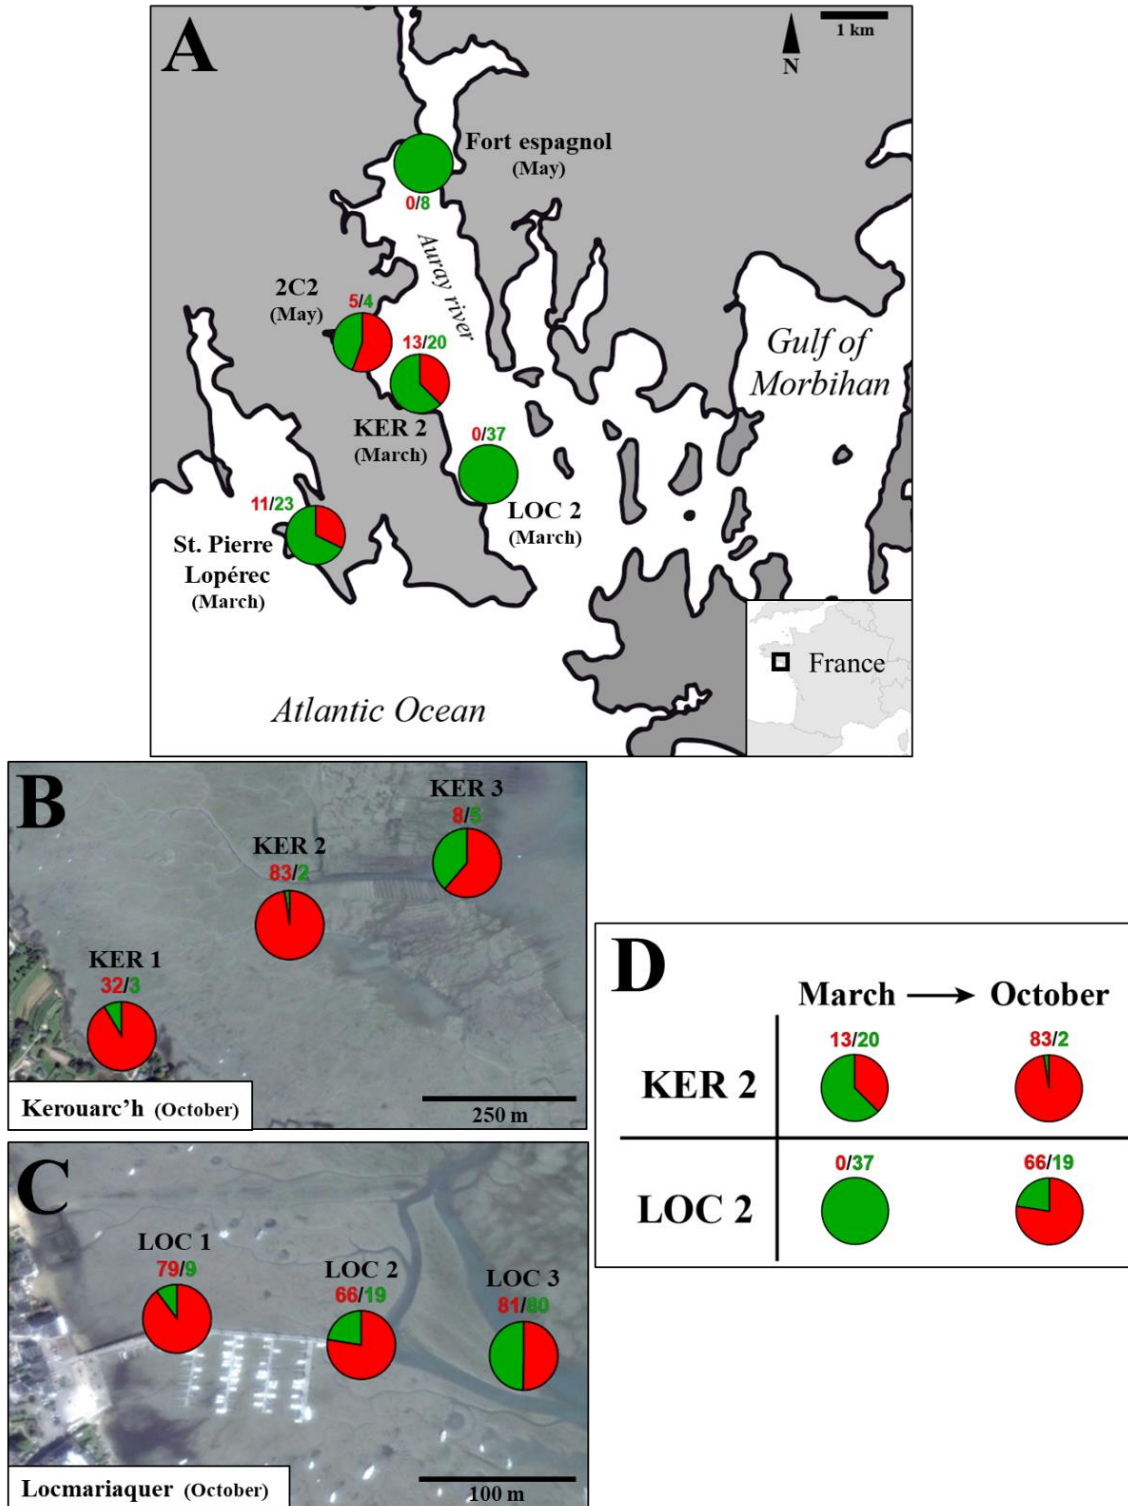 A
N
1 km
Fort espagnol
(May)
0/8
Auray river
2C2
(May)
5/4
13/20
KER 2
(March)
Gulf of
Morbihan
0/37
LOC 2
(March)
11/23
St. Pierre
Lopérec
(March)
France
Atlantic Ocean
B
KER 3
8/5
KER 2
83/2
KER 1
32/3
Kerouarc'h (October)
250 m
C
LOC 1
79/9
LOC 2
66/19
LOC 3
81/80
Locmariaquer (October)
100 m
D
March → October
KER 2
13/20
83/2
LOC 2
0/37
66/19